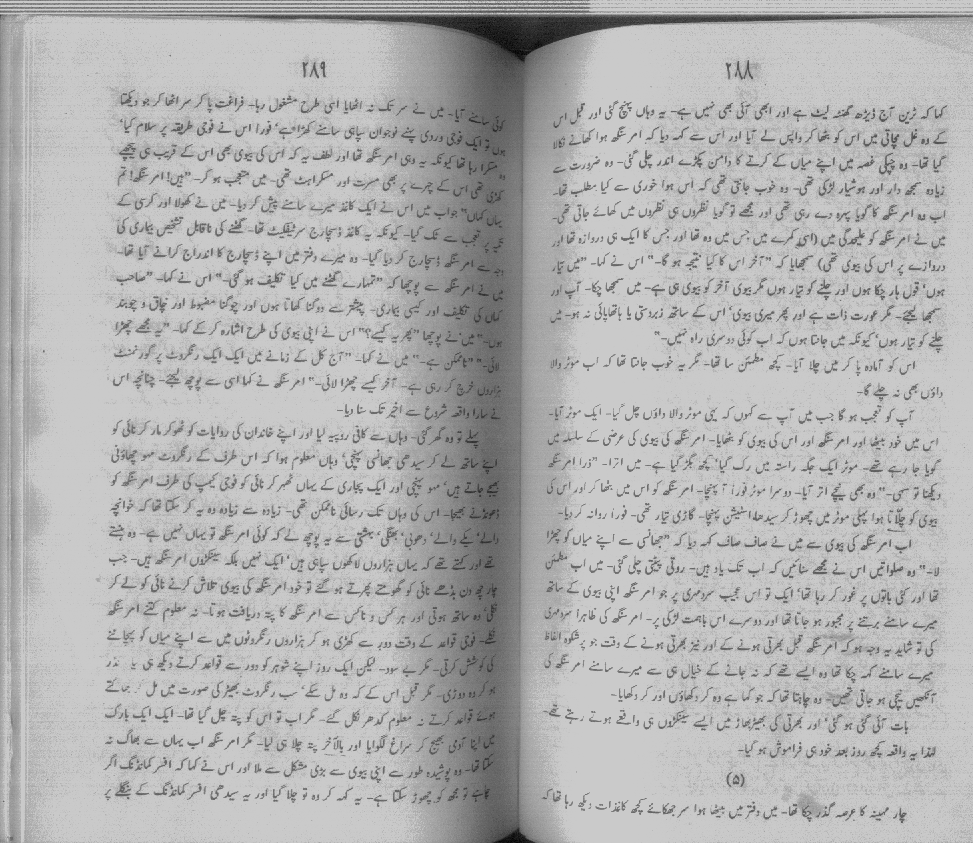 ۲۸۸
کہا کہ ٹرین آج ڈیڑھ گھنٹہ لیٹ ہے اور ابھی آئی بھی نہیں ہے۔ یہ وہاں پہنچ گئی اور قبل اس
کے وہ غل مچاتی میں اس کو بٹھا کر واپس لے آیا اور اس سے کہہ دیا کہ امر سنگھ ہوا کھانے نکالا
گیا تھا۔ وہ چپکی غصہ میں اپنے میاں کے کرتے کا دامن پکڑے اندر چلی گئی۔ وہ ضرورت سے
زیادہ سمجھ دار اور ہوشیار لڑکی تھی۔ وہ خوب جانتی تھی کہ اس ہوا خوری سے کیا مطلب تھا۔
اب وہ امر سنگھ کا گویا پہرہ دے رہی تھی اور مجھے تو گویا نظروں ہی نظروں میں کھائے جاتی تھی۔
میں نے امر سنگھ کو علیحدگی میں (اسی کمرے میں جس میں وہ تھا اور جس کا ایک ہی دروازہ تھا اور
دروازے پر اس کی بیوی تھی) سمجھایا کہ "آخر اس کا کیا نتیجہ ہو گا۔" اس نے کہا۔ "میں تیار
ہوں' قول ہار چکا ہوں اور چلنے کو تیار ہوں مگر بیوی آخر کو بیوی ہی ہے۔ میں سمجھا چکا۔ آپ اور
سمجھا لیجئے۔ مگر عورت ذات ہے اور پھر میری بیوی' اس کے ساتھ زبردستی یا ہاتھاپائی نہ ہو۔ میں
چلنے کو تیار ہوں' کیونکہ میں جانتا ہوں کہ اب کوئی دوسری راہ نہیں۔"
اس کو آمادہ پا کر میں چلا آیا۔ کچھ مطمئن سا تھا۔ مگر یہ خوب جانتا تھا کہ اب موٹر والا
داؤں بھی نہ چلے گا۔
آپ کو تعجب ہو گا جب میں آپ سے کہوں کہ یہی موٹر والا داؤں چل گیا۔ ایک موٹر آیا۔
اس میں خود بیٹھا اور امر سنگھ اور اس کی بیوی کو بٹھایا۔ امر سنگھ کی بیوی کی عرضی کے سلسلہ میں
گویا جا رہے تھے۔ موٹر ایک جگہ راستہ میں رک گیا' کچھ بگڑ گیا ہے۔ میں اترا۔ "ذرا امر سنگھ
دیکھنا تو سہی۔" وہ بھی نیچے اتر آیا۔ دوسرا موٹر فوراً آ پہنچا۔ امر سنگھ کو اس میں بٹھا کر اور اس کی
بیوی کو چلاتا ہوا پہلی موٹر میں چھوڑ کر سیدھا اسٹیشن پہنچا۔ گاڑی تیار تھی۔ فوراً روانہ کر دیا۔
اب امر سنگھ کی بیوی سے میں نے صاف صاف کہہ دیا کہ "جھانسی سے اپنے میاں کو چھڑا
لا۔" وہ صلواتیں اس نے مجھے سنائیں کہ اب تک یاد ہیں۔ روتی پیٹتی چلی گئی۔ میں اب مطمئن
تھا اور کئی باتوں پر غور کر رہا تھا' ایک تو اس عجیب سردمہری پر جو امر سنگھ اپنی بیوی کے ساتھ
میرے سامنے برتنے پر مجبور ہو جاتا تھا اور دوسرے اس باہمت لڑکی پر۔ امر سنگھ کی ظاہراً سردمہری
کی تو شاید یہ وجہ ہو کہ امر سنگھ قبل بھرتی ہونے کے اور نیز بھرتی ہونے کے وقت جو پرشکوہ الفاظ
میرے سامنے کہہ چکا تھا وہ ایسے تھے کہ نہ جانے کے خیال ہی سے میرے سامنے امر سنگھ کی
آنکھیں نیچی ہو جاتی تھیں۔ وہ چاہتا تھا کہ جو کہا ہے وہ کر دکھاؤں اور کر دکھایا۔
بات آئی گئی ہو گئی' اور بھرتی کی بھیڑبھاڑ میں ایسے سینکڑوں ہی واقعے ہوتے رہتے تھے۔
لہٰذا یہ واقعہ کچھ روز بعد خود ہی فراموش ہو گیا۔
(۵)
چار مہینہ کا عرصہ گذر چکا تھا۔ میں دفتر میں بیٹھا ہوا سر جھکائے کچھ کاغذات دیکھ رہا تھا کہ
۲۸۹
کوئی سامنے آیا۔ میں نے سر تک نہ اٹھایا اسی طرح مشغول رہا۔ فراغت پا کر سر اٹھا کر جو دیکھتا
ہوں تو ایک فوجی وردی پہنے نوجوان سپاہی سامنے کھڑا ہے' فوراً اس نے فوجی طریقہ پر سلام کیا'
وہ مسکرا رہا تھا کیونکہ یہ وہی امر سنگھ تھا اور لطف یہ کہ اس کی بیوی بھی اس کے قریب ہی پیچھے
کھڑی تھی اس کے چہرے پر بھی مسرت اور مسکراہٹ تھی۔ میں متعجب ہو کر۔ "ہیں! امر سنگھ! تم
یہاں کہاں" جواب میں اس نے ایک کاغذ میرے سامنے پیش کر دیا۔ میں نے کھولا اور کرسی کے
تکیہ پر تعجب سے ٹک گیا۔ کیونکہ یہ کاغذ ڈسچارج سرٹیفکیٹ تھا۔ گھٹنے کی ناقابل تشخیص بیماری کی
وجہ سے امر سنگھ ڈسچارج کر دیا گیا۔ وہ میرے دفتر میں اپنے ڈسچارج کا اندراج کرانے آیا تھا۔
میں نے امر سنگھ سے پوچھا کہ "تمہارے گھٹنے میں کیا تکلیف ہو گئی۔" اس نے کہا۔ "صاحب
کہاں کی تکلیف اور کیسی بیماری۔ پیشتر سے دوگنا کھاتا ہوں اور چوگنا مضبوط اور چاق و چوبند
ہوں۔" میں نے پوچھا "پھر یہ کیسے؟" اس نے اپنی بیوی کی طرح اشارہ کر کے کہا۔ "یہ مجھے چھڑا
لائی۔" "ناممکن ہے۔" میں نے کہا۔ "آج کل کے زمانے میں ایک ایک رنگروٹ پر گورنمنٹ
ہزاروں خرچ کر رہی ہے۔ آخر کیسے چھڑا لائی۔" امر سنگھ نے کہا اسی سے پوچھ لیجئے۔ چنانچہ اس
نے سارا واقعہ شروع سے اخیر تک سنا دیا۔
پہلے تو وہ گھر گئی۔ وہاں سے کافی روپیہ لیا اور اپنے خاندان کی روایات کو ٹھوکر مار کر نائی کو
اپنے ساتھ لے کر سیدھی جھانسی پہنچی' وہاں معلوم ہوا کہ اس طرف کے رنگروٹ مہو چھاؤنی
بھیجے جاتے ہیں' مہو پہنچی اور ایک پجاری کے یہاں ٹھہر کر نائی کو فوجی کیمپ کی طرف امر سنگھ کو
ڈھونڈنے بھیجا۔ اس کی وہاں تک رسائی ناممکن تھی۔ زیادہ سے زیادہ وہ یہ کر سکتا تھا کہ خوانچہ
والے' یکے والے' دھوبی' بھنگی' بہشتی سے یہ پوچھ لے کہ کوئی امر سنگھ تو یہاں نہیں ہے۔ وہ ہنستے
تھے اور کہتے تھے کہ یہاں ہزاروں لاکھوں سپاہی ہیں' ایک نہیں بلکہ سینکڑوں امر سنگھ ہیں۔ جب
چار چھ دن بڈھے نائی کو گھومتے پھرتے ہو گئے تو خود امر سنگھ کی بیوی تلاش کرنے نائی کو لے کر
نکلی' وہ ساتھ ہوتی اور ہر کس و ناکس سے امر سنگھ کا پتہ دریافت ہوتا۔ نہ معلوم کتنے امر سنگھ
نکلے۔ فوجی قواعد کے وقت دور سے کھڑی ہو کر ہزاروں رنگروٹوں میں سے اپنے میاں کو پہچاننے
کی کوشش کرتی۔ مگر بے سود۔ لیکن ایک روز اپنے شوہر کو دور سے قواعد کرتے دیکھ ہی لیا نڈر
ہو کر وہ دوڑی۔ مگر قبل اس کے کہ وہ مل سکے' سب رنگروٹ بھیڑ کی صورت میں مل کر بھاگتے
ہوئے قواعد کرتے نہ معلوم کدھر نکل گئے۔ مگر اب تو اس کو پتہ چل گیا تھا۔ ایک ایک بارک
میں اپنا آدمی بھیج کر سراغ لگوایا اور بالآخر پتہ چلا ہی لیا۔ مگر امر سنگھ اب یہاں سے بھاگ نہ
سکتا تھا۔ وہ پوشیدہ طور سے اپنی بیوی سے بڑی مشکل سے ملا اور اس نے کہا کہ افسر کمانڈنگ اگر
چاہے تو مجھ کو چھوڑ سکتا ہے۔ یہ کہہ کر وہ تو چلا گیا اور یہ سیدھی افسر کمانڈنگ کے بنگلے پر